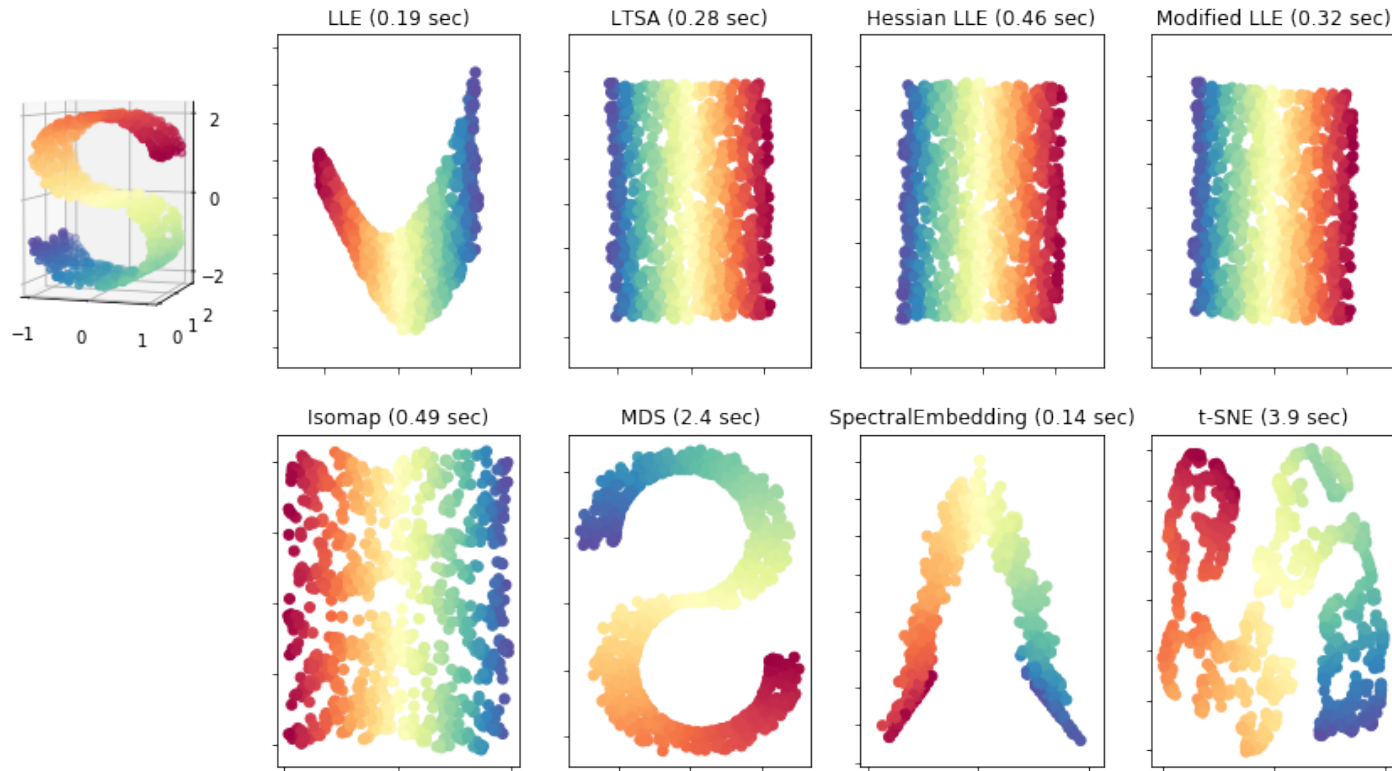 LLE (0.19 sec)
LTSA (0.28 sec)
Hessian LLE (0.46 sec)
Modified LLE (0.32 sec)
2
0
−2
−1
0
1
0
1
2
Isomap (0.49 sec)
MDS (2.4 sec)
SpectralEmbedding (0.14 sec)
t-SNE (3.9 sec)